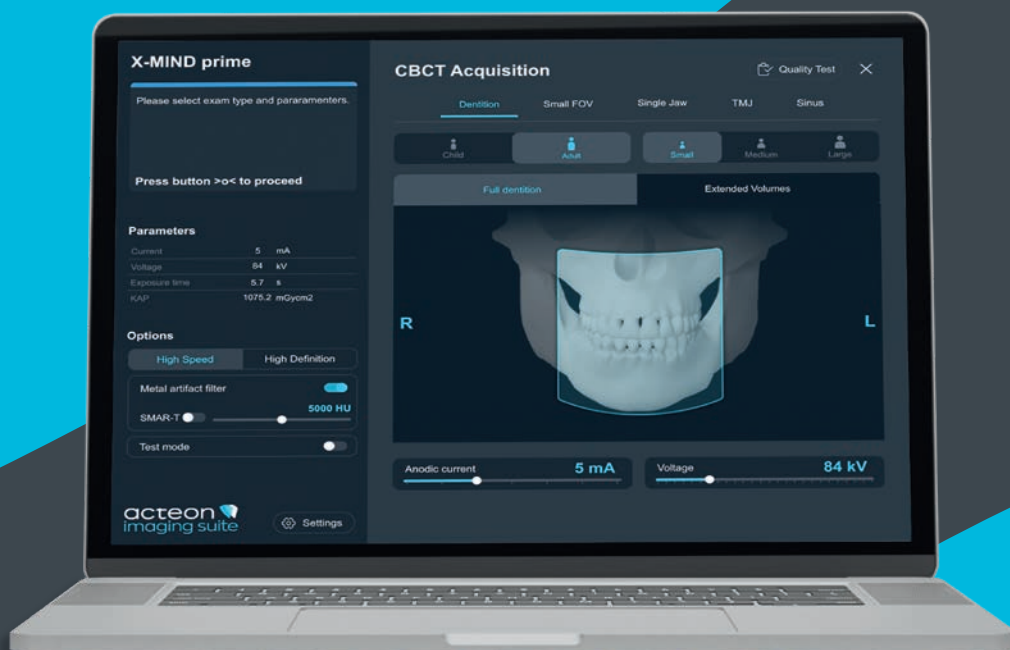 X-MIND prime
Please select exam type and pararamenters.
Press button >o< to proceed
Parameters
Current 5 mA
Voltage 84 kV
Exposure time 5.7 s
KAP 1075.2 mGycm2
Options
High Speed High Definition
Metal artifact filter
5000 HU
SMAR-T
Test mode
acteon
imaging suite
Settings
CBCT Acquisition
Quality Test
Dentition Small FOV Single Jaw TMJ Sinus
Child Adult Small Medium Large
Full dentition Extended Volumes
R L
Anodic current 5 mA Voltage 84 kV